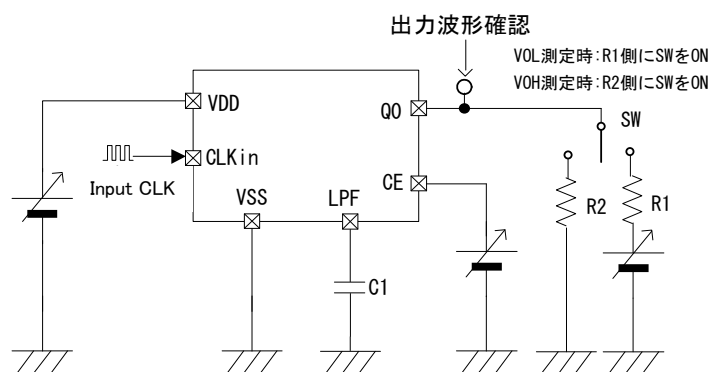 出力波形確認
VOL測定時:R1側にSWをON
VOH測定時:R2側にSWをON
VDD
QO
SW
CLKin
Input CLK
CE
VSS
LPF
R2
R1
C1